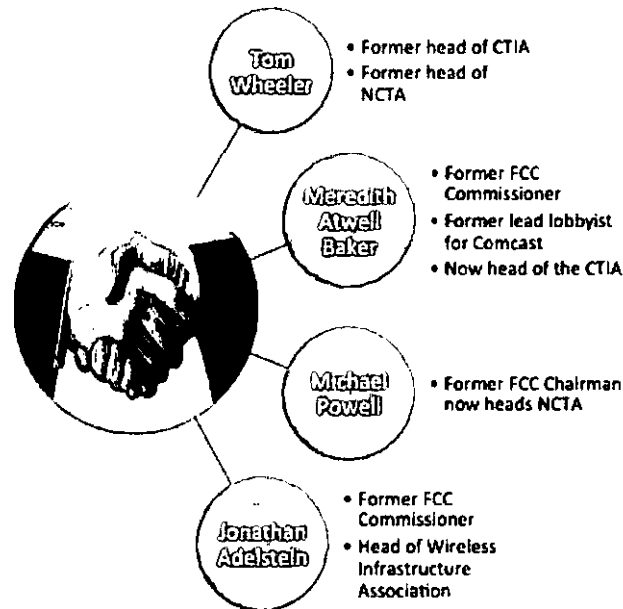 Tom
Wheeler
• Former head of CTIA
• Former head of
NCTA
Meredith
Atwell
Baker
• Former FCC
Commissioner
• Former lead lobbyist
for Comcast
• Now head of the CTIA
Michael
Powell
• Former FCC Chairman
now heads NCTA
Jonathan
Adelstein
• Former FCC
Commissioner
• Head of Wireless
Infrastructure
Association